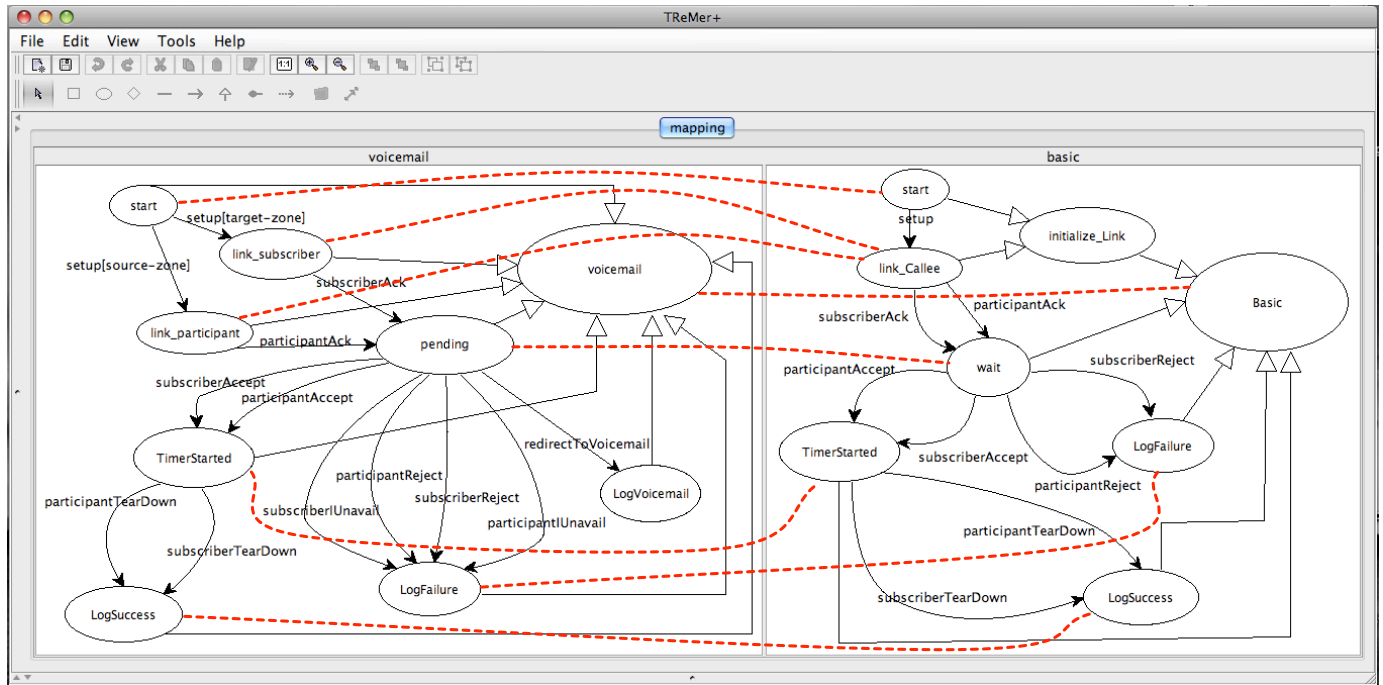 TReMer+
File Edit View Tools Help
1:1
mapping
voicemail
basic
start
setup[target-zone]
link_subscriber
setup[source-zone]
subscriberAck
voicemail
link_participant
participantAck
pending
subscriberAccept
participantAccept
TimerStarted
redirectToVoicemail
participantReject
LogVoicemail
participantTearDown
subscriberReject
subscriberIUnavail
participantIUnavail
subscriberTearDown
LogFailure
LogSuccess
start
setup
initialize_Link
link_Callee
participantAck
subscriberAck
Basic
wait
subscriberReject
participantAccept
LogFailure
TimerStarted
subscriberAccept
participantReject
participantTearDown
subscriberTearDown
LogSuccess